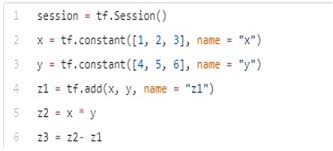 1 session = tf.Session()
2 x = tf.constant([1, 2, 3], name = "x")
3 y = tf.constant([4, 5, 6], name = "y")
4 z1 = tf.add(x, y, name = "z1")
5 z2 = x * y
6 z3 = z2- z1